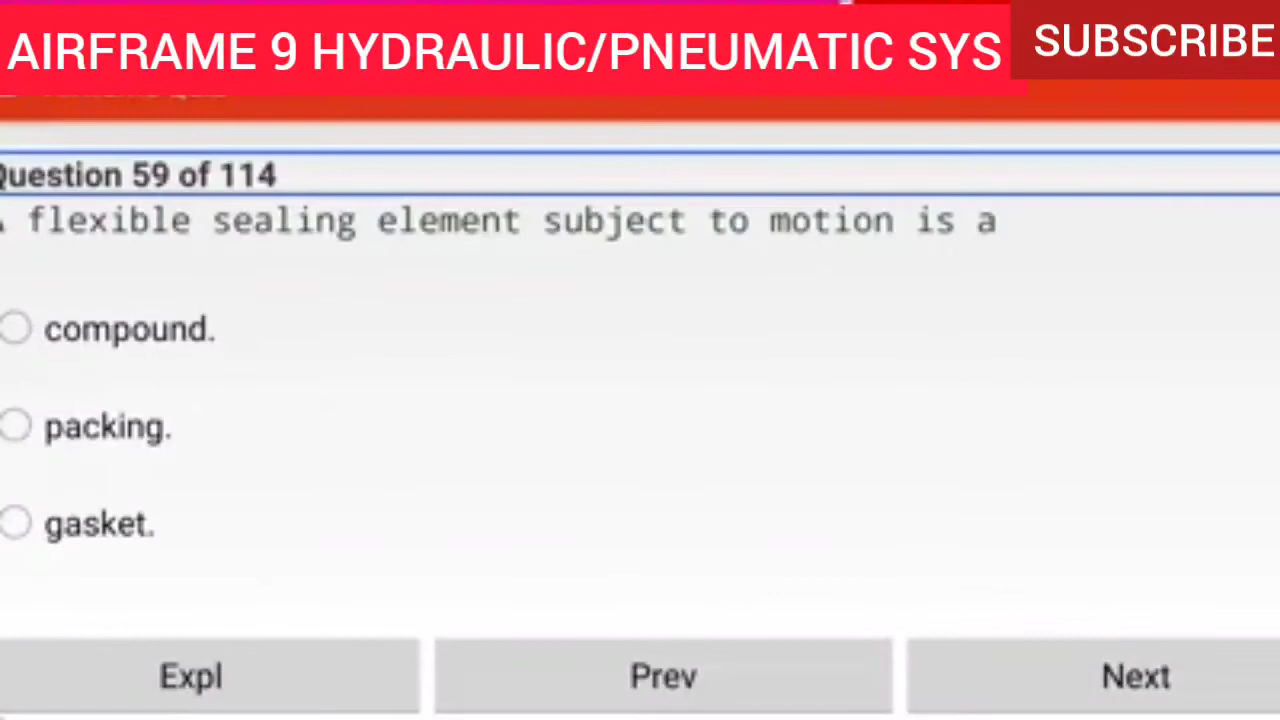 AIRFRAME 9 HYDRAULIC/PNEUMATIC SYS
SUBSCRIBE
Question 59 of 114
flexible sealing element subject to motion is a
compound.
packing.
gasket.
Expl
Prev
Next